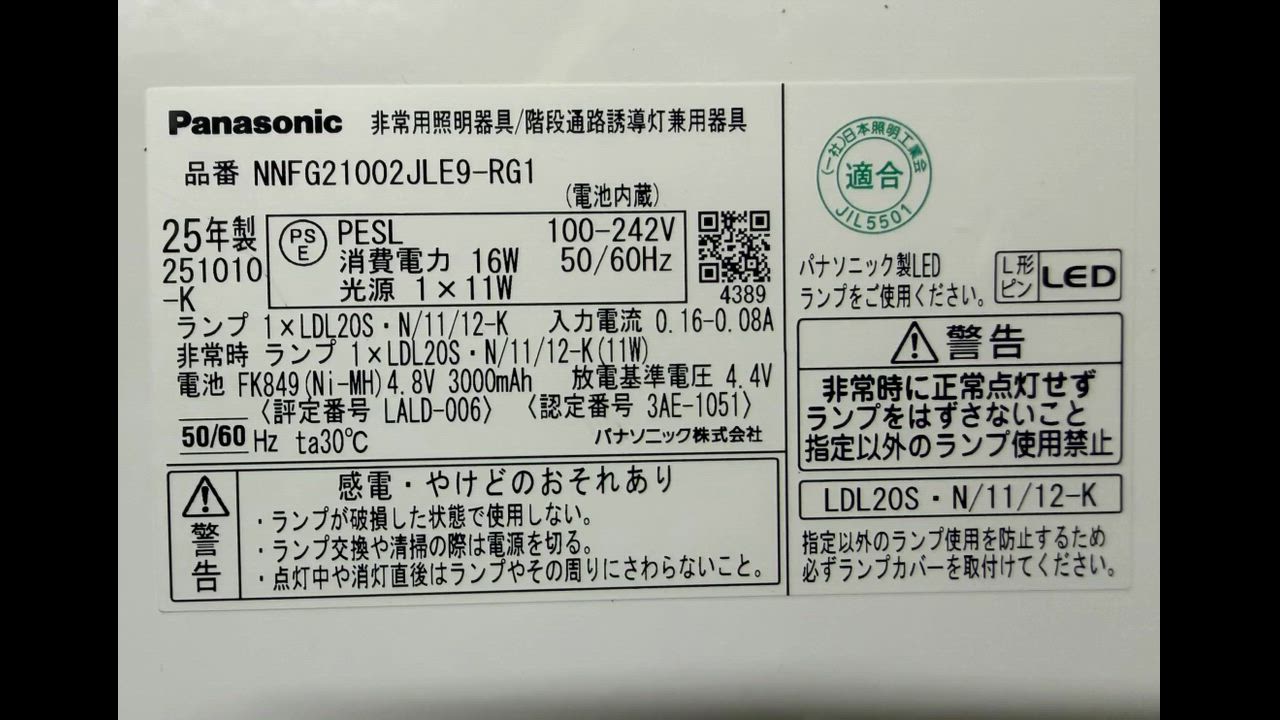 Panasonic 非常用照明器具/階段通路誘導灯兼用器具
品番 NNFG21002JLE9-RG1
(電池内蔵)
25年製
251010
-K
PS
E
PESL 100-242V
消費電力 16W 50/60Hz
光源 1×11W
4389
ランプ 1×LDL20S・N/11/12-K 入力電流 0.16-0.08A
非常時 ランプ 1×LDL20S・N/11/12-K(11W)
電池 FK849(Ni-MH)4.8V 3000mAh 放電基準電圧 4.4V
〈評定番号 LALD-006〉 〈認定番号 3AE-1051〉
50/60 Hz ta30℃ パナソニック株式会社
警告
感電・やけどのおそれあり
・ランプが破損した状態で使用しない。
・ランプ交換や清掃の際は電源を切る。
・点灯中や消灯直後はランプやその周りにさわらないこと。
(一社)日本照明工業会
適合
JIL5501
パナソニック製LED
ランプをご使用ください。
L形
ピン
LED
警告
非常時に正常点灯せず
ランプをはずさないこと
指定以外のランプ使用禁止
LDL20S・N/11/12-K
指定以外のランプ使用を防止するため
必ずランプカバーを取付けてください。